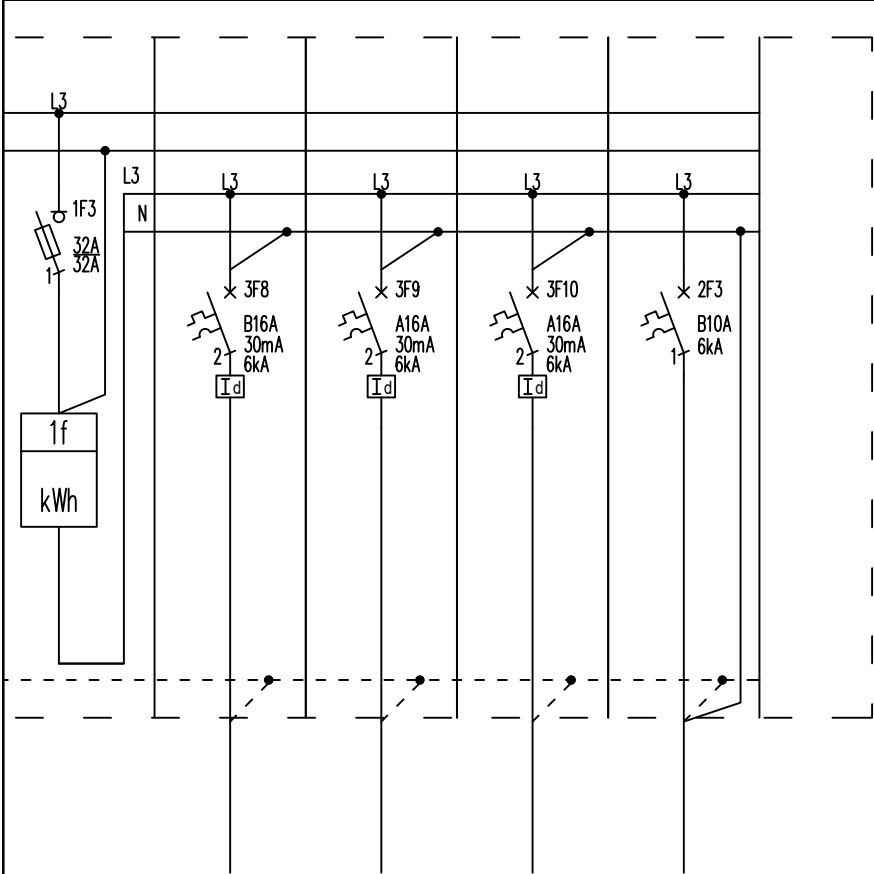 L3
L3
L3
L3
L3
L3
N
1F3
32A
32A
1
3F8
B16A
30mA
6kA
2
Id
3F9
A16A
30mA
6kA
2
Id
3F10
A16A
30mA
6kA
2
Id
2F3
B10A
6kA
1
1f
kWh